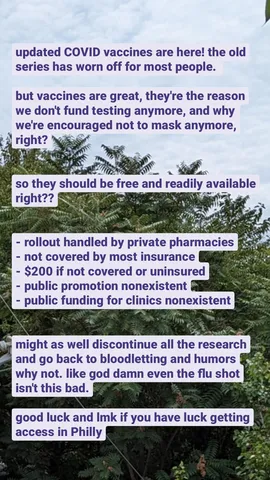 updated COVID vaccines are here! the old
series has worn off for most people.
but vaccines are great, they're the reason
we don't fund testing anymore, and why
we're encouraged not to mask anymore,
right?
so they should be free and readily available
right??
- rollout handled by private pharmacies
- not covered by most insurance
- $200 if not covered or uninsured
- public promotion nonexistent
- public funding for clinics nonexistent
might as well discontinue all the research
and go back to bloodletting and humors
why not. like god damn even the flu shot
isn't this bad.
good luck and lmk if you have luck getting
access in Philly